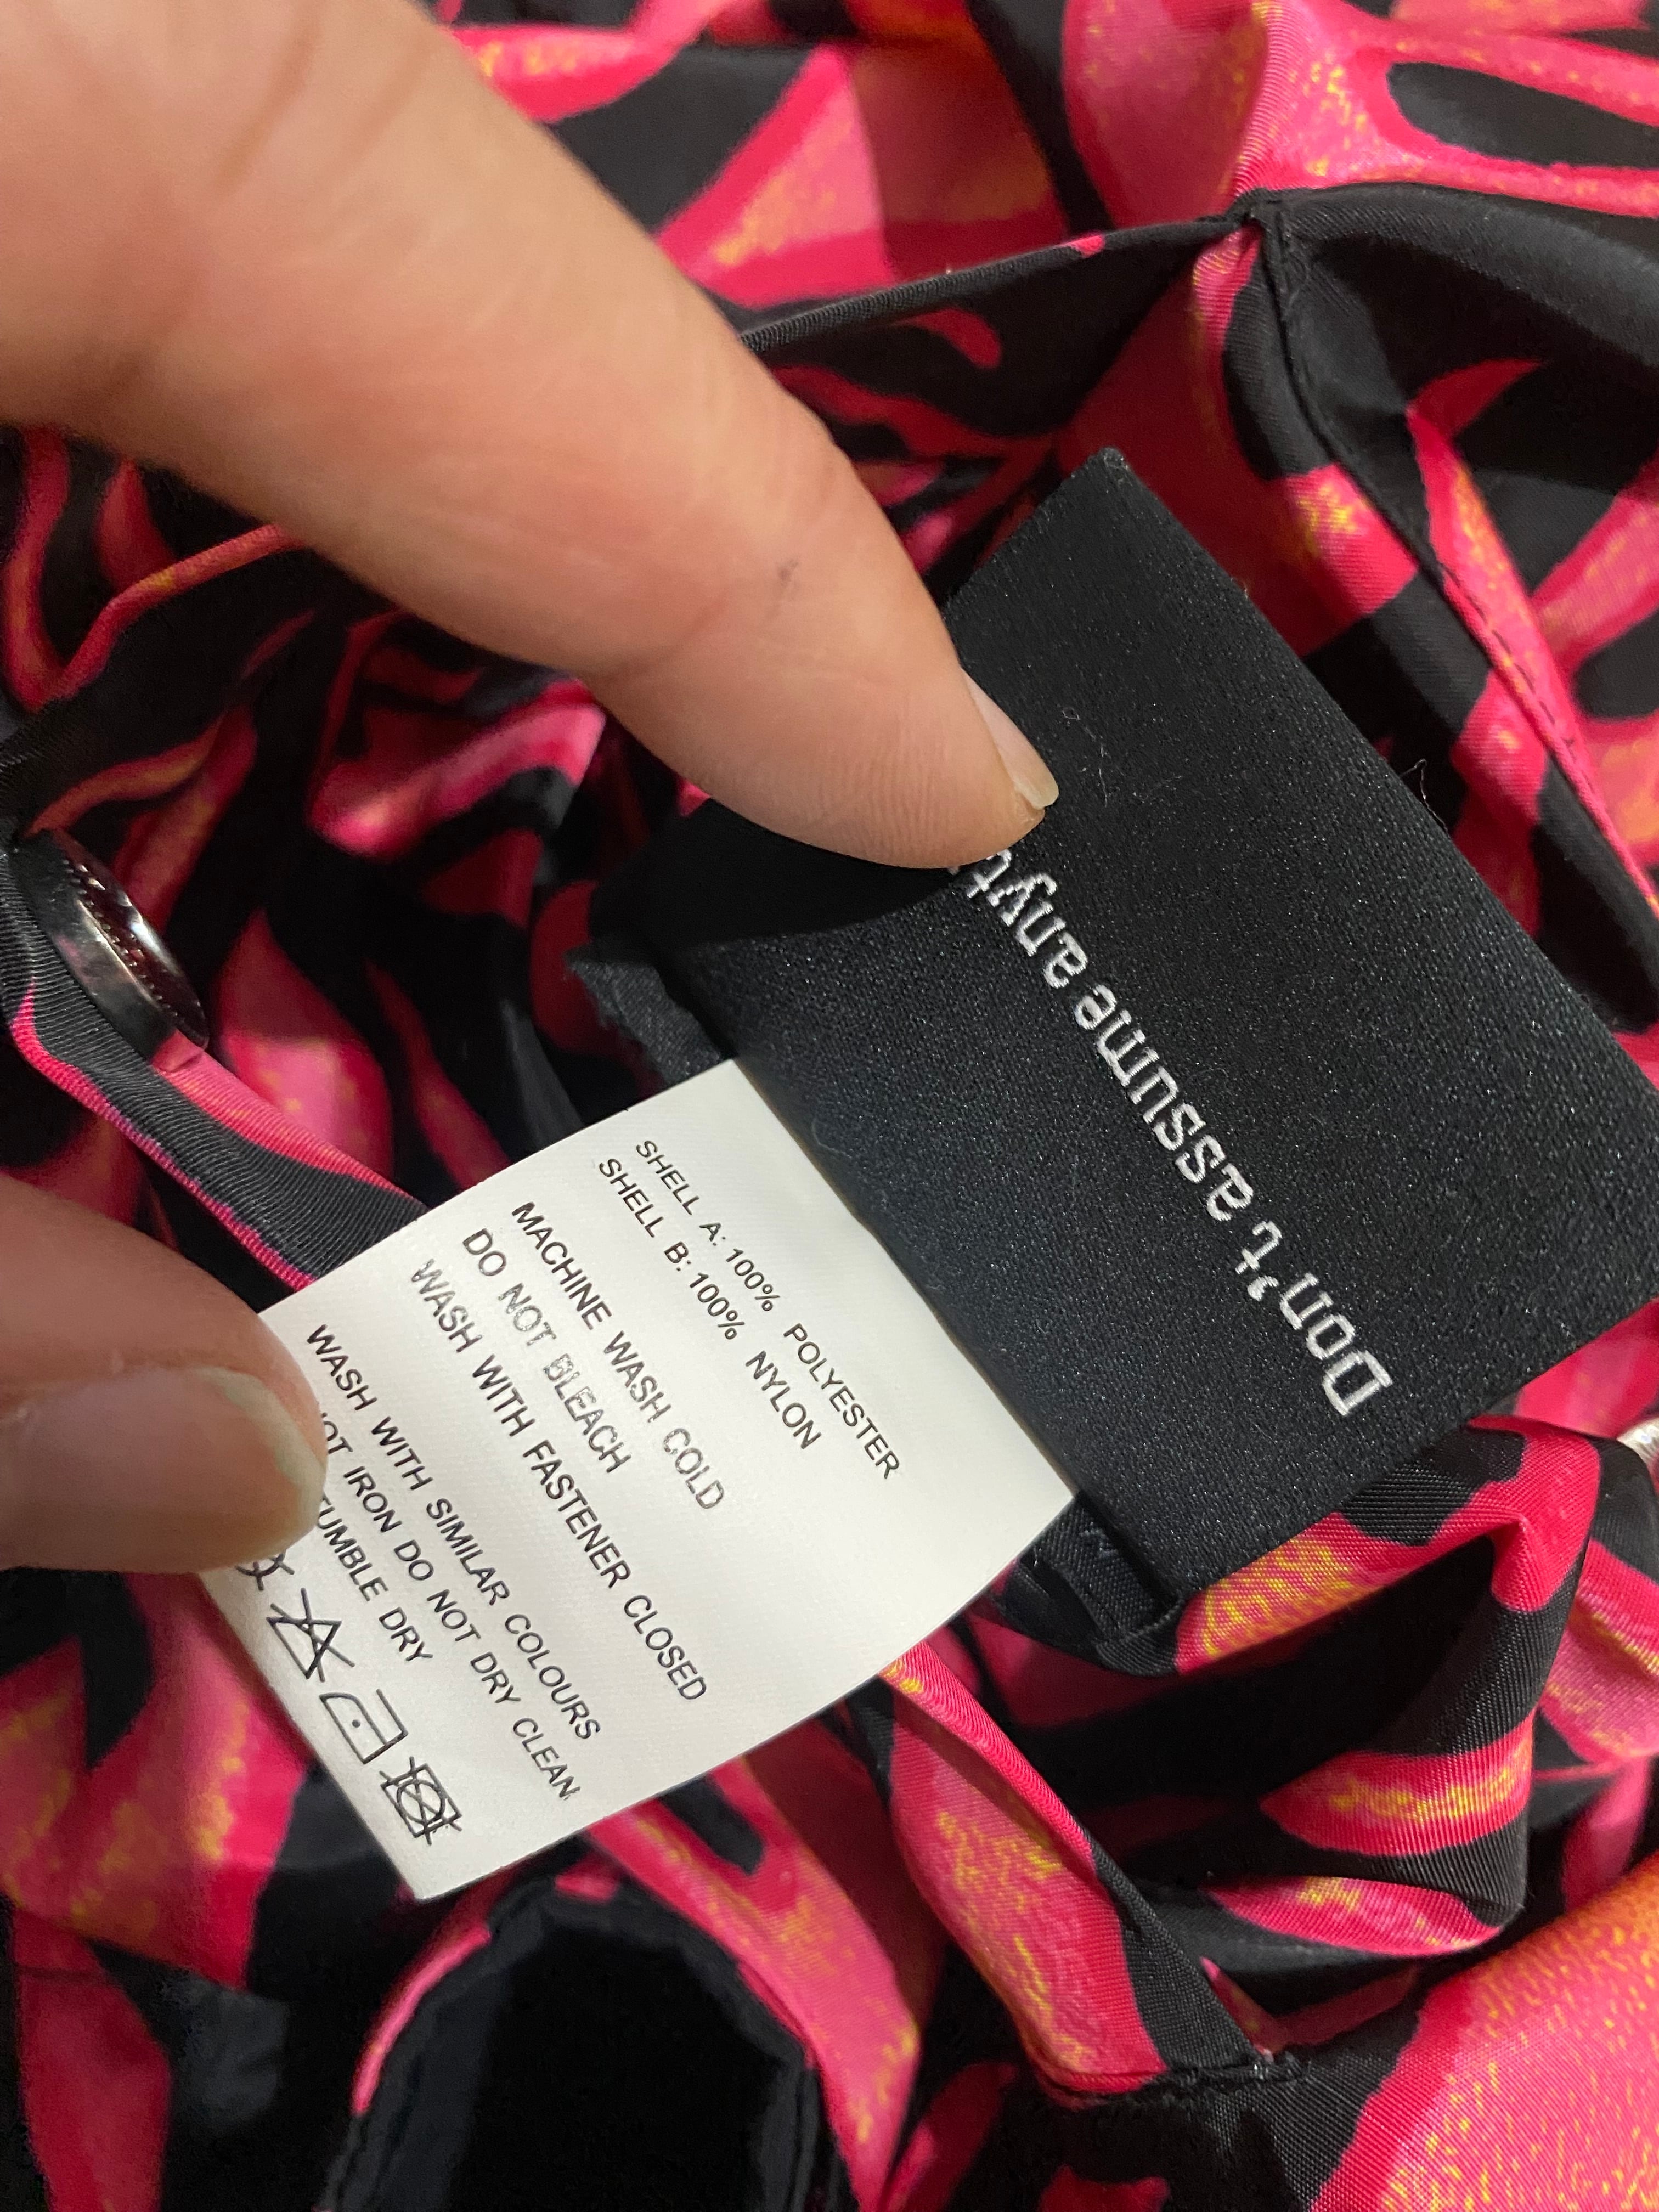 Don't assume anyt
SHELL A: 100% POLYESTER
SHELL B: 100% NYLON
MACHINE WASH COLD
DO NOT BLEACH
WASH WITH FASTENER CLOSED
WASH WITH SIMILAR COLOURS
NOT IRON DO NOT DRY CLEAN
TUMBLE DRY